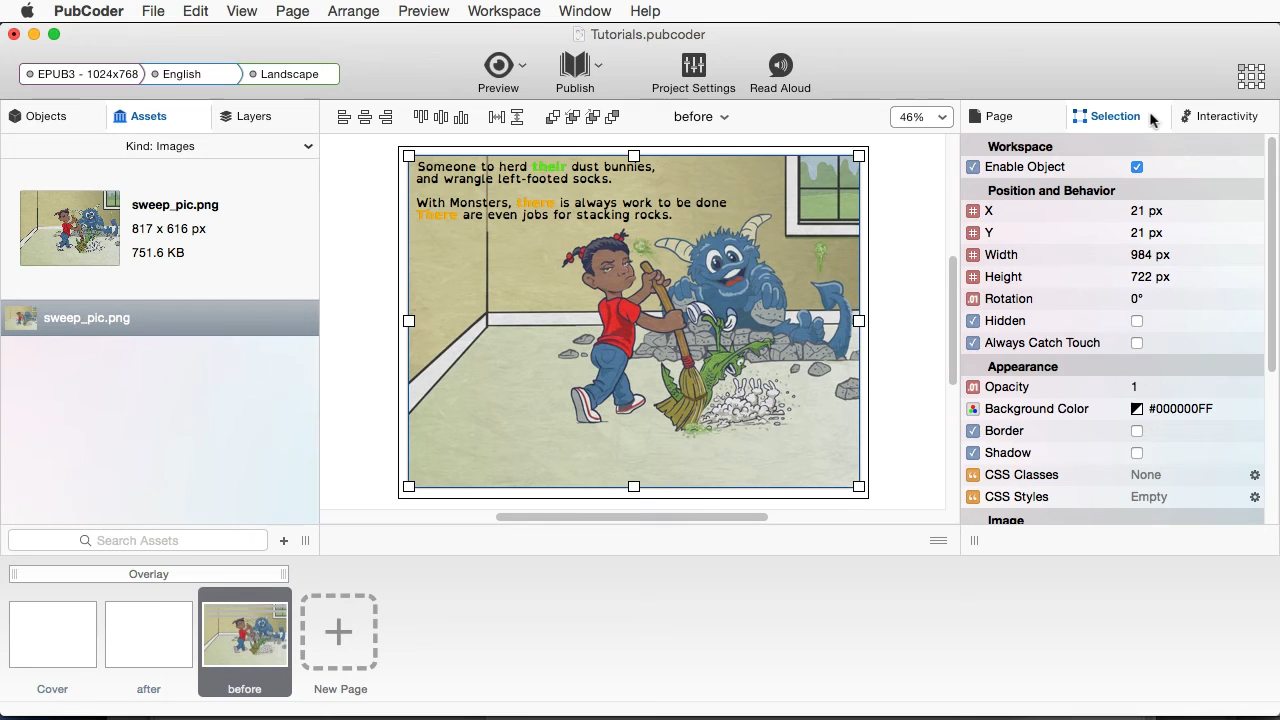 PubCoder File Edit View Page Arrange Preview Workspace Window Help
Tutorials.pubcoder
EPUB3 - 1024x768 English Landscape
Preview Publish Project Settings Read Aloud
Objects Assets Layers
before 46%
Page Selection Interactivity
Kind: Images
sweep_pic.png
817 x 616 px
751.6 KB
sweep_pic.png
Someone to herd their dust bunnies,
and wrangle left-footed socks.
With Monsters, there is always work to be done
There are even jobs for stacking rocks.
Workspace
Enable Object
Position and Behavior
X 21 px
Y 21 px
Width 984 px
Height 722 px
Rotation 0°
Hidden
Always Catch Touch
Appearance
Opacity 1
Background Color #000000FF
Border
Shadow
CSS Classes None
CSS Styles Empty
Image
Search Assets
Overlay
Cover after before New Page